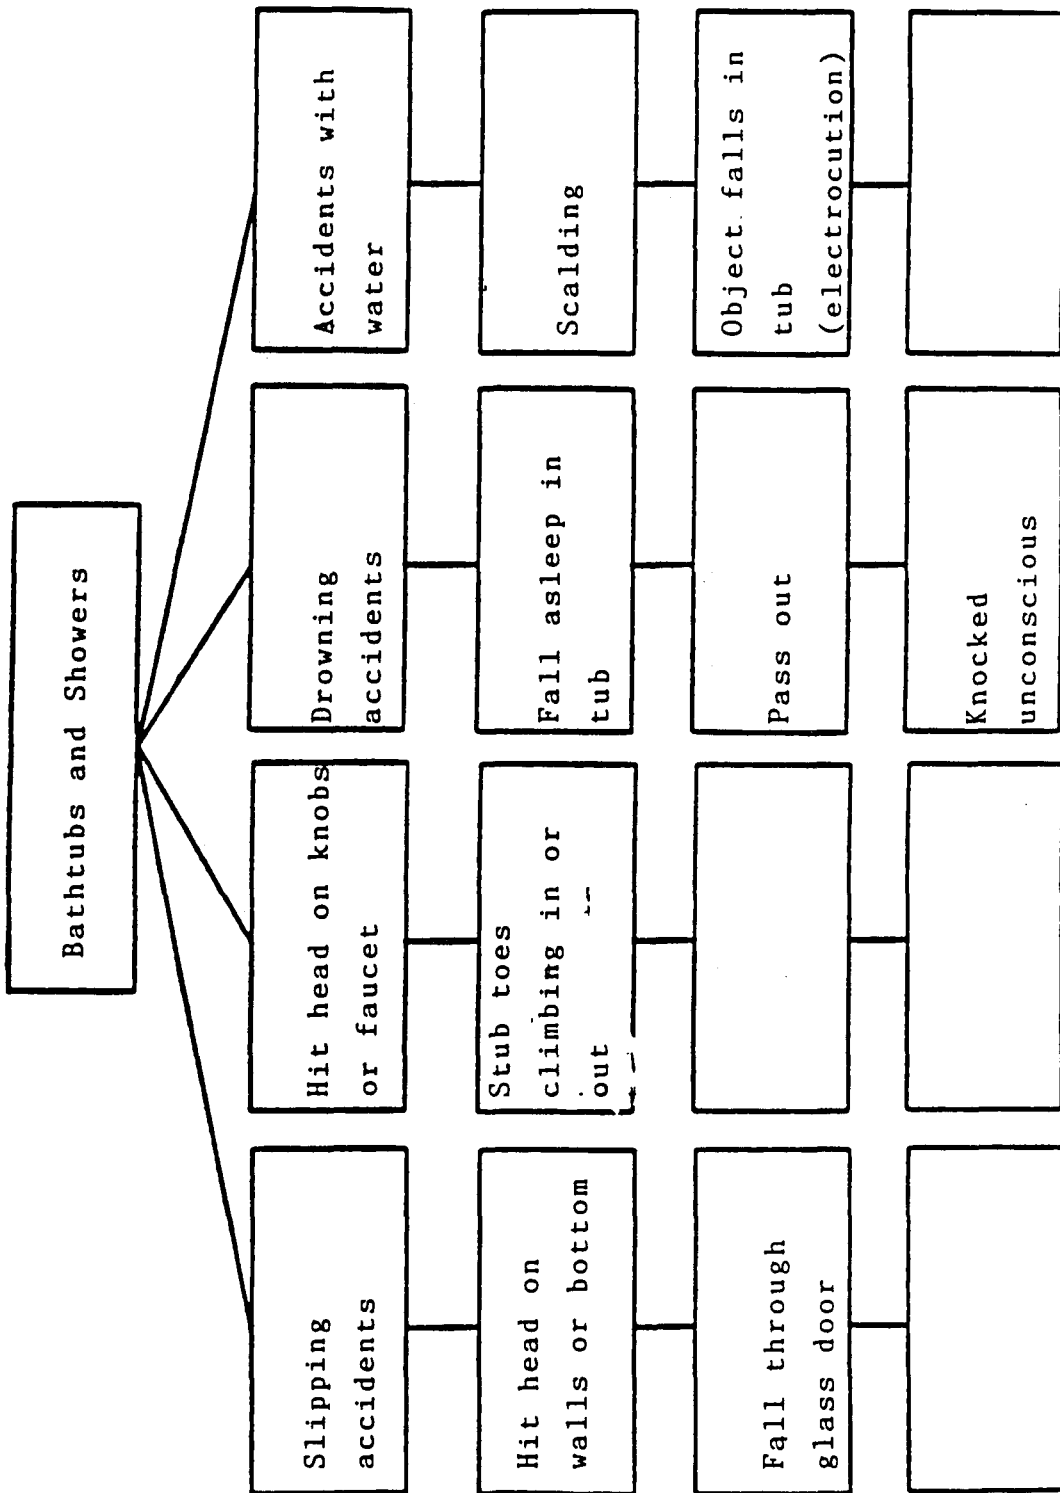 Bathtubs and Showers
Slipping
accidents
Hit head on knobs
or faucet
Drowning
accidents
Accidents with
water
Hit head on
walls or bottom
Stub toes
climbing in or
out
Fall asleep in
tub
Scalding
Fall through
glass door
Pass out
Object falls in
tub
(electrocution)
Knocked
unconscious